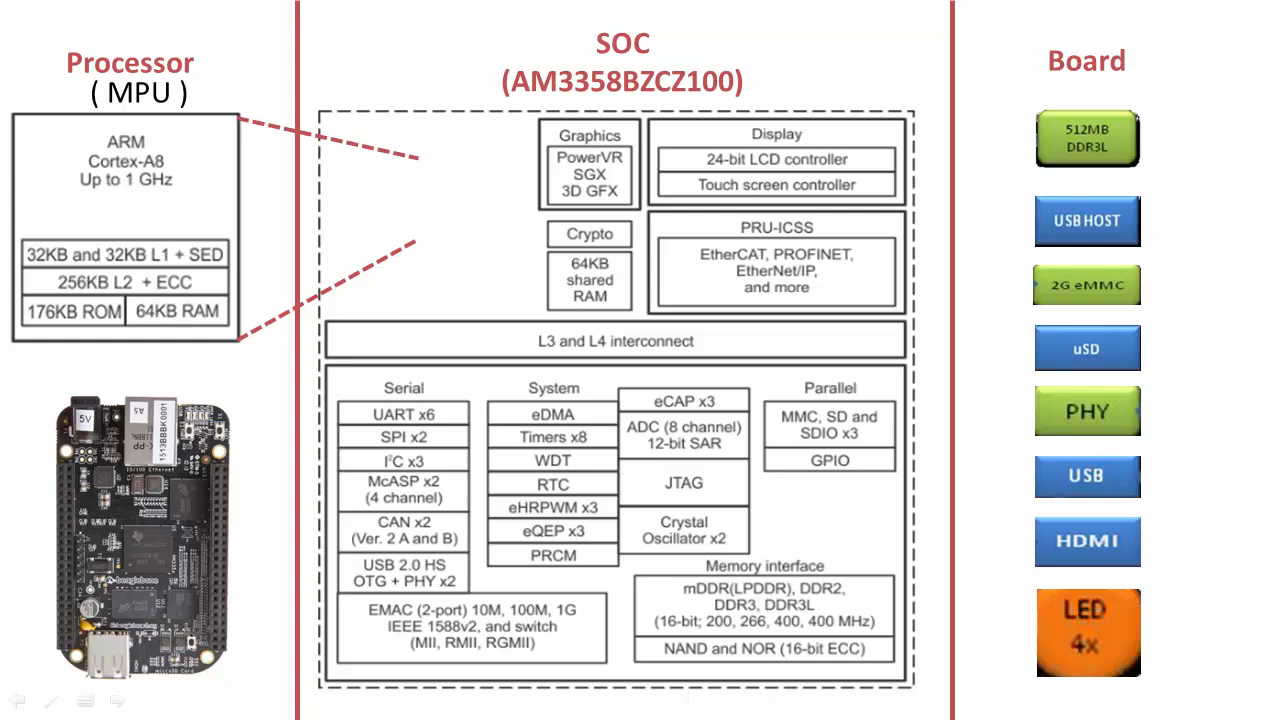 Processor
( MPU )
ARM
Cortex-A8
Up to 1 GHz
32KB and 32KB L1 + SED
256KB L2 + ECC
176KB ROM
64KB RAM
5V
A5
1513BBBK0001
10/100 Ethernet
beaglebone
microSD Card
SOC
(AM3358BZCZ100)
Graphics
PowerVR
SGX
3D GFX
Crypto
64KB
shared
RAM
Display
24-bit LCD controller
Touch screen controller
PRU-ICSS
EtherCAT, PROFINET,
EtherNet/IP,
and more
L3 and L4 interconnect
Serial
UART x6
SPI x2
I²C x3
McASP x2
(4 channel)
CAN x2
(Ver. 2 A and B)
USB 2.0 HS
OTG + PHY x2
EMAC (2-port) 10M, 100M, 1G
IEEE 1588v2, and switch
(MII, RMII, RGMII)
System
eDMA
Timers x8
WDT
RTC
eHRPWM x3
eQEP x3
PRCM
eCAP x3
ADC (8 channel)
12-bit SAR
JTAG
Crystal
Oscillator x2
Parallel
MMC, SD and
SDIO x3
GPIO
Memory interface
mDDR(LPDDR), DDR2,
DDR3, DDR3L
(16-bit; 200, 266, 400, 400 MHz)
NAND and NOR (16-bit ECC)
Board
512MB
DDR3L
USB HOST
2G eMMC
uSD
PHY
USB
HDMI
LED
4x